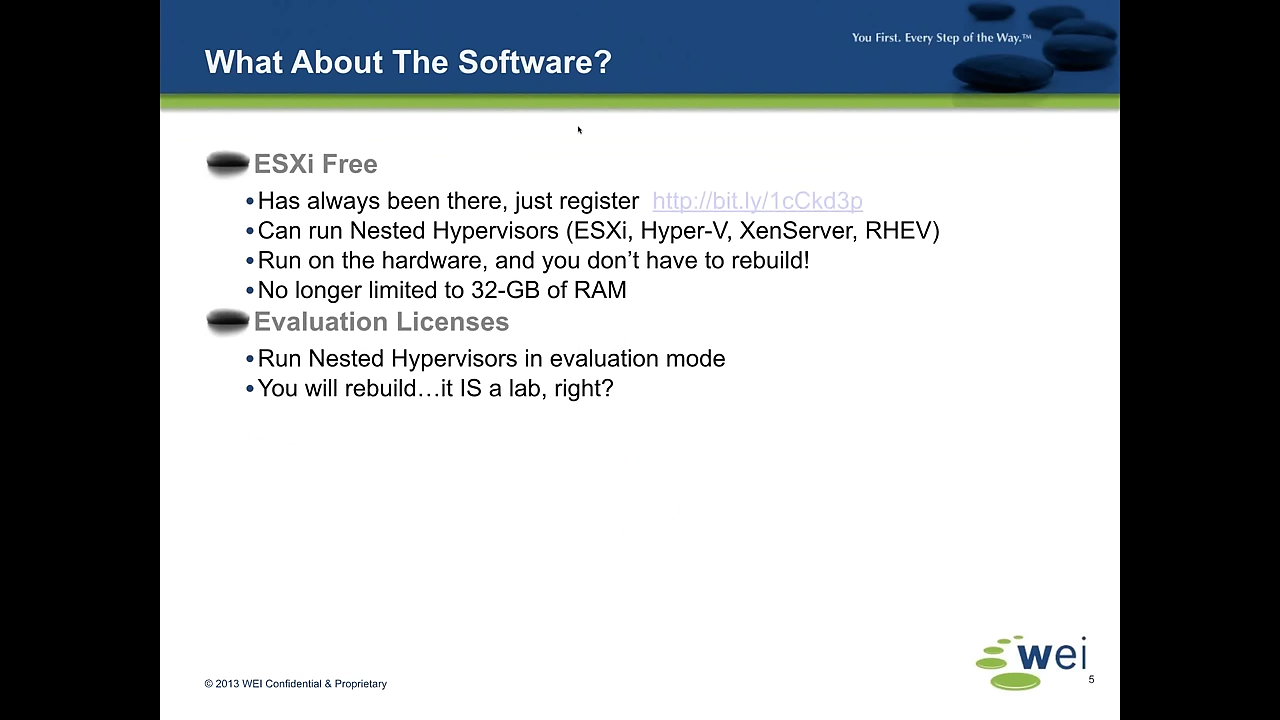 You First. Every Step of the Way.™
What About The Software?
ESXi Free
•Has always been there, just register http://bit.ly/1cCkd3p
•Can run Nested Hypervisors (ESXi, Hyper-V, XenServer, RHEV)
•Run on the hardware, and you don’t have to rebuild!
•No longer limited to 32-GB of RAM
Evaluation Licenses
•Run Nested Hypervisors in evaluation mode
•You will rebuild…it IS a lab, right?
wei
© 2013 WEI Confidential & Proprietary
5